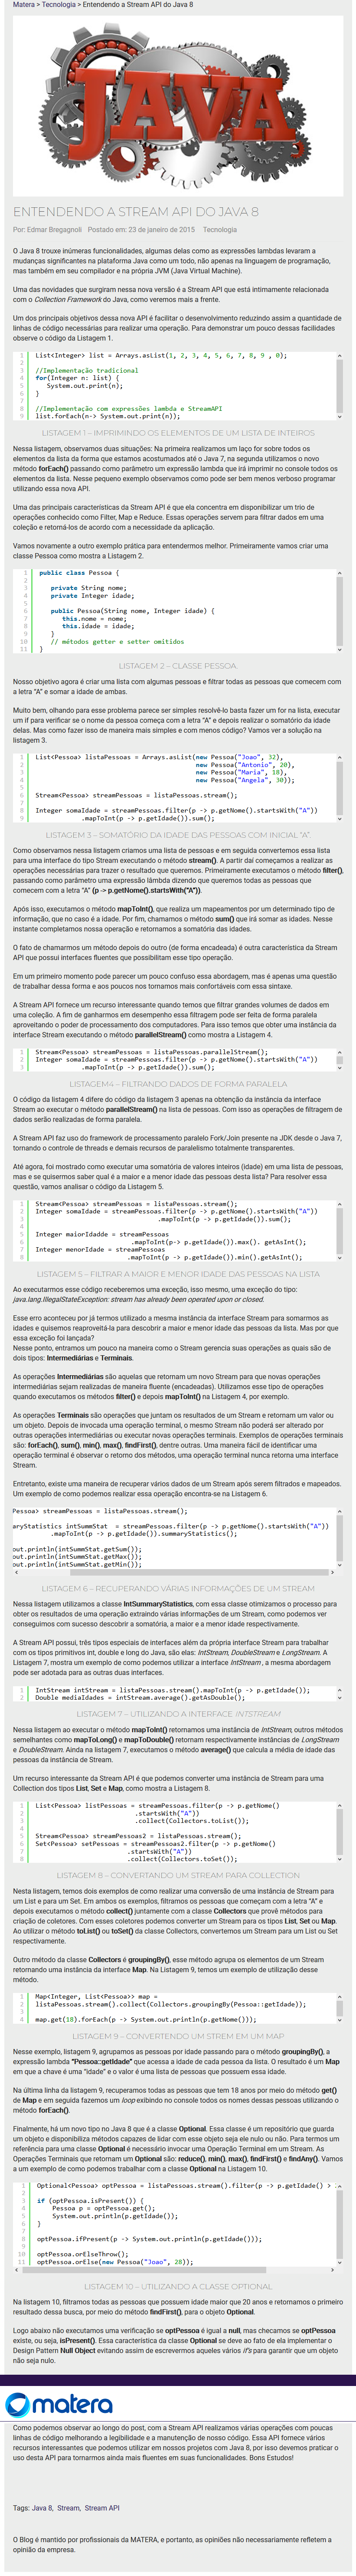 Matera > Tecnologia > Entendendo a Stream API do Java 8
JAVA
ENTENDENDO A STREAM API DO JAVA 8
Por: Edmar Bregagnoli Postado em: 23 de janeiro de 2015 Tecnologia
O Java 8 trouxe inúmeras funcionalidades, algumas delas como as expressões lambdas levaram a
mudanças significantes na plataforma Java como um todo, não apenas na linguagem de programação,
mas também em seu compilador e na própria JVM (Java Virtual Machine).
Uma das novidades que surgiram nessa nova versão é a Stream API que está intimamente relacionada
com o Collection Framework do Java, como veremos mais a frente.
Um dos principais objetivos dessa nova API é facilitar o desenvolvimento reduzindo assim a quantidade de
linhas de código necessárias para realizar uma operação. Para demonstrar um pouco dessas facilidades
observe o código da Listagem 1.
1 List<Integer> list = Arrays.asList(1, 2, 3, 4, 5, 6, 7, 8, 9 , 0);
2
3 //Implementação tradicional
4 for(Integer n: list) {
5 System.out.print(n);
6 }
7
8 //Implementação com expressões lambda e StreamAPI
9 list.forEach(n-> System.out.print(n));
LISTAGEM 1 – IMPRIMINDO OS ELEMENTOS DE UM LISTA DE INTEIROS
Nessa listagem, observamos duas situações: Na primeira realizamos um laço for sobre todos os
elementos da lista da forma que estamos acostumados até o Java 7, na segunda utilizamos o novo
método forEach() passando como parâmetro um expressão lambda que irá imprimir no console todos os
elementos da lista. Nesse pequeno exemplo observamos como pode ser bem menos verboso programar
utilizando essa nova API.
Uma das principais características da Stream API é que ela concentra em disponibilizar um trio de
operações conhecido como Filter, Map e Reduce. Essas operações servem para filtrar dados em uma
coleção e retorná-los de acordo com a necessidade da aplicação.
Vamos novamente a outro exemplo prática para entendermos melhor. Primeiramente vamos criar uma
classe Pessoa como mostra a Listagem 2.
1 public class Pessoa {
2
3 private String nome;
4 private Integer idade;
5
6 public Pessoa(String nome, Integer idade) {
7 this.nome = nome;
8 this.idade = idade;
9 }
10 // métodos getter e setter omitidos
11 }
LISTAGEM 2 – CLASSE PESSOA.
Nosso objetivo agora é criar uma lista com algumas pessoas e filtrar todas as pessoas que comecem com
a letra "A" e somar a idade de ambas.
Muito bem, olhando para esse problema parece ser simples resolvê-lo basta fazer um for na lista, executar
um if para verificar se o nome da pessoa começa com a letra "A" e depois realizar o somatório da idade
delas. Mas como fazer isso de maneira mais simples e com menos código? Vamos ver a solução na
listagem 3.
1 List<Pessoa> listaPessoas = Arrays.asList(new Pessoa("Joao", 32),
2 new Pessoa("Antonio", 20),
3 new Pessoa("Maria", 18),
4 new Pessoa("Angela", 30));
5
6 Stream<Pessoa> streamPessoas = listaPessoas.stream();
7
8 Integer somaIdade = streamPessoas.filter(p -> p.getNome().startsWith("A"))
9 .mapToInt(p -> p.getIdade()).sum();
LISTAGEM 3 – SOMATÓRIO DA IDADE DAS PESSOAS COM INICIAL "A".
Como observamos nessa listagem criamos uma lista de pessoas e em seguida convertemos essa lista
para uma interface do tipo Stream executando o método stream(). A partir daí começamos a realizar as
operações necessárias para trazer o resultado que queremos. Primeiramente executamos o método filter(),
passando como parâmetro uma expressão lâmbda dizendo que queremos todas as pessoas que
comecem com a letra "A" (p -> p.getNome().startsWith("A")).
Após isso, executamos o método mapToInt(), que realiza um mapeamentos por um determinado tipo de
informação, que no caso é a idade. Por fim, chamamos o método sum() que irá somar as idades. Nesse
instante completamos nossa operação e retornamos a somatório das idades.
O fato de chamarmos um método depois do outro (de forma encadeada) é outra característica da Stream
API que possui interfaces fluentes que possibilitam esse tipo operação.
Em um primeiro momento pode parecer um pouco confuso essa abordagem, mas é apenas uma questão
de trabalhar dessa forma e aos poucos nos tornamos mais confortáveis com essa sintaxe.
A Stream API fornece um recurso interessante quando temos que filtrar grandes volumes de dados em
uma coleção. A fim de ganharmos em desempenho essa filtragem pode ser feita de forma paralela
aproveitando o poder de processamento dos computadores. Para isso temos que obter uma instância da
interface Stream executando o método parallelStream() como mostra a Listagem 4.
1 Stream<Pessoa> streamPessoas = listaPessoas.parallelStream();
2 Integer somaIdade = streamPessoas.filter(p -> p.getNome().startsWith("A"))
3 .mapToInt(p -> p.getIdade()).sum();
LISTAGEM4 – FILTRANDO DADOS DE FORMA PARALELA
O código da listagem 4 difere do código da listagem 3 apenas na obtenção da instância da interface
Stream ao executar o método parallelStream() na lista de pessoas. Com isso as operações de filtragem de
dados serão realizadas de forma paralela.
A Stream API faz uso do framework de processamento paralelo Fork/Join presente na JDK desde o Java 7,
tornando o controle de threads e demais recursos de paralelismo totalmente transparentes.
Até agora, foi mostrado como executar uma somatória de valores inteiros (idade) em uma lista de pessoas,
mas e se quisermos saber qual é a maior e a menor idade das pessoas desta lista? Para resolver essa
questão, vamos analisar o código da Listagem 5.
1 Stream<Pessoa> streamPessoas = listaPessoas.stream();
2 Integer somaIdade = streamPessoas.filter(p -> p.getNome().startsWith("A"))
3 .mapToInt(p -> p.getIdade()).sum();
4
5 Integer maiorIdadde = streamPessoas
6 .mapToInt(p-> p.getIdade()).max(). getAsInt();
7 Integer menorIdade = streamPessoas
8 .mapToInt(p -> p.getIdade()).min().getAsInt();
LISTAGEM 5 – FILTRAR A MAIOR E MENOR IDADE DAS PESSOAS NA LISTA
Ao executarmos esse código receberemos uma exceção, isso mesmo, uma exceção do tipo:
java.lang.IllegalStateException: stream has already been operated upon or closed.
Esse erro aconteceu por já termos utilizado a mesma instância da interface Stream para somarmos as
idades e quisemos reaproveitá-la para descobrir a maior e menor idade das pessoas da lista. Mas por que
essa exceção foi lançada?
Nesse ponto, entramos um pouco na maneira como o Stream gerencia suas operações as quais são de
dois tipos: Intermediárias e Terminais.
As operações Intermediárias são aquelas que retornam um novo Stream para que novas operações
intermediárias sejam realizadas de maneira fluente (encadeadas). Utilizamos esse tipo de operações
quando executamos os métodos filter() e depois mapToInt() na Listagem 4, por exemplo.
As operações Terminais são operações que juntam os resultados de um Stream e retornam um valor ou
um objeto. Depois de invocada uma operação terminal, o mesmo Stream não poderá ser alterado por
outras operações intermediárias ou executar novas operações terminais. Exemplos de operações terminais
são: forEach(), sum(), min(), max(), findFirst(), dentre outras. Uma maneira fácil de identificar uma
operação terminal é observar o retorno dos métodos, uma operação terminal nunca retorna uma interface
Stream.
Entretanto, existe uma maneira de recuperar vários dados de um Stream após serem filtrados e mapeados.
Um exemplo de como podemos realizar essa operação encontra-se na Listagem 6.
Pessoa> streamPessoas = listaPessoas.stream();
aryStatistics intSummStat = streamPessoas.filter(p -> p.getNome().startsWith("A"))
.mapToInt(p -> p.getIdade()).summaryStatistics();
out.println(intSummStat.getSum());
out.println(intSummStat.getMax());
out.println(intSummStat.getMin());
LISTAGEM 6 – RECUPERANDO VÁRIAS INFORMAÇÕES DE UM STREAM
Nessa listagem utilizamos a classe IntSummaryStatistics, com essa classe otimizamos o processo para
obter os resultados de uma operação extraindo várias informações de um Stream, como podemos ver
conseguimos com sucesso descobrir a somatória, a maior e a menor idade respectivamente.
A Stream API possui, três tipos especiais de interfaces além da própria interface Stream para trabalhar
com os tipos primitivos int, double e long do Java, são elas: IntStream, DoubleStream e LongStream. A
Listagem 7, mostra um exemplo de como podemos utilizar a interface IntStream , a mesma abordagem
pode ser adotada para as outras duas interfaces.
1 IntStream intStream = listaPessoas.stream().mapToInt(p -> p.getIdade());
2 Double mediaIdades = intStream.average().getAsDouble();
LISTAGEM 7 – UTILIZANDO A INTERFACE INTSTREAM
Nessa listagem ao executar o método mapToInt() retornamos uma instância de IntStream, outros métodos
semelhantes como mapToLong() e mapToDouble() retornam respectivamente instâncias de LongStream
e DoubleStream. Ainda na listagem 7, executamos o método average() que calcula a média de idade das
pessoas da instância de Stream.
Um recurso interessante da Stream API é que podemos converter uma instância de Stream para uma
Collection dos tipos List, Set e Map, como mostra a Listagem 8.
1 List<Pessoa> listPessoas = streamPessoas.filter(p -> p.getNome()
2 .startsWith("A"))
3 .collect(Collectors.toList());
4
5 Stream<Pessoa> streamPessoas2 = listaPessoas.stream();
6 Set<Pessoa> setPessoas = streamPessoas2.filter(p -> p.getNome()
7 .startsWith("A"))
8 .collect(Collectors.toSet());
LISTAGEM 8 – CONVERTANDO UM STREAM PARA COLLECTION
Nesta listagem, temos dois exemplos de como realizar uma conversão de uma instância de Stream para
um List e para um Set. Em ambos os exemplos, filtramos os pessoas que começam com a letra "A" e
depois executamos o método collect() juntamente com a classe Collectors que provê métodos para
criação de coletores. Com esses coletores podemos converter um Stream para os tipos List, Set ou Map.
Ao utilizar o método toList() ou toSet() da classe Collectors, convertemos um Stream para um List ou Set
respectivamente.
Outro método da classe Collectors é groupingBy(), esse método agrupa os elementos de um Stream
retornando uma instância da interface Map. Na Listagem 9, temos um exemplo de utilização desse
método.
1 Map<Integer, List<Pessoa>> map =
2 listaPessoas.stream().collect(Collectors.groupingBy(Pessoa::getIdade));
3
4 map.get(18).forEach(p -> System.out.println(p.getNome()));
LISTAGEM 9 – CONVERTENDO UM STREM EM UM MAP
Nesse exemplo, listagem 9, agrupamos as pessoas por idade passando para o método groupingBy(), a
expressão lambda "Pessoa::getIdade" que acessa a idade de cada pessoa da lista. O resultado é um Map
em que a chave é uma "idade" e o valor é uma lista de pessoas que possuem essa idade.
Na última linha da listagem 9, recuperamos todas as pessoas que tem 18 anos por meio do método get()
de Map e em seguida fazemos um loop exibindo no console todos os nomes dessas pessoas utilizando o
método forEach().
Finalmente, há um novo tipo no Java 8 que é a classe Optional. Essa classe é um repositório que guarda
um objeto e disponibiliza métodos capazes de lidar com esse objeto seja ele nulo ou não. Para termos um
referência para uma classe Optional é necessário invocar uma Operação Terminal em um Stream. As
Operações Terminais que retornam um Optional são: reduce(), min(), max(), findFirst() e findAny(). Vamos
a um exemplo de como podemos trabalhar com a classe Optional na Listagem 10.
1 Optional<Pessoa> optPessoa = listaPessoas.stream().filter(p -> p.getIdade() >
2
3 if (optPessoa.isPresent()) {
4 Pessoa p = optPessoa.get();
5 System.out.println(p.getIdade());
6 }
7
8 optPessoa.ifPresent(p -> System.out.println(p.getIdade()));
9
10 optPessoa.orElseThrow();
11 optPessoa.orElse(new Pessoa("Joao", 28));
LISTAGEM 10 – UTILIZANDO A CLASSE OPTIONAL
Na listagem 10, filtramos todas as pessoas que possuem idade maior que 20 anos e retornamos o primeiro
resultado dessa busca, por meio do método findFirst(), para o objeto Optional.
Logo abaixo não executamos uma verificação se optPessoa é igual a null, mas checamos se optPessoa
existe, ou seja, isPresent(). Essa característica da classe Optional se deve ao fato de ela implementar o
Design Pattern Null Object evitando assim de escrevermos aqueles vários if's para garantir que um objeto
não seja nulo.
matera
Como podemos observar ao longo do post, com a Stream API realizamos várias operações com poucas
linhas de código melhorando a legibilidade e a manutenção de nosso código. Essa API fornece vários
recursos interessantes que podemos utilizar em nossos projetos com Java 8, por isso devemos praticar o
uso desta API para tornarmos ainda mais fluentes em suas funcionalidades. Bons Estudos!
Tags: Java 8, Stream, Stream API
O Blog é mantido por profissionais da MATERA, e portanto, as opiniões não necessariamente refletem a
opinião da empresa.